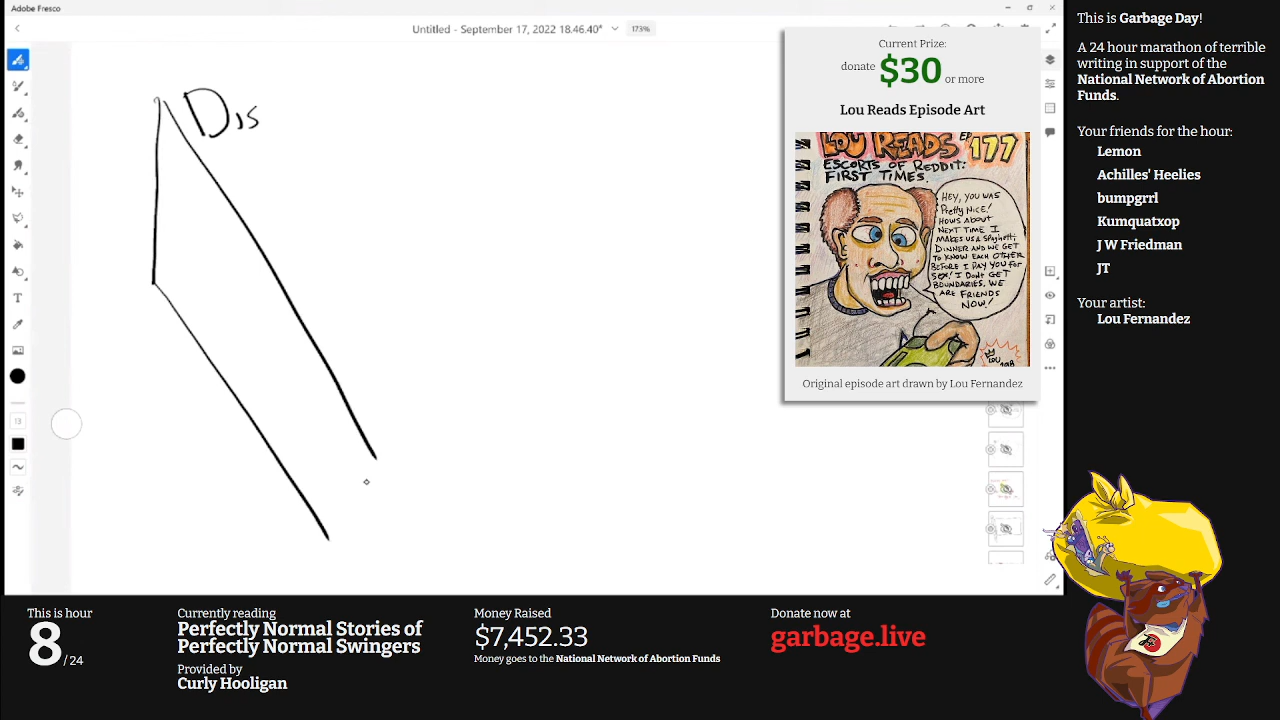 Adobe Fresco
Untitled - September 17, 2022 18.46.40*
173%
Dis
13
Current Prize:
donate $30 or more
Lou Reads Episode Art
LOU READS EP 177
ESCORTS OF REDDIT:
FIRST TIMES.
HEY, YOU WAS
PRETTY NICE!
HOWS ABOUT
NEXT TIME I
MAKES US A SPAGHETTI
DINNER AND WE GET
TO KNOW EACH OTHER
BEFORE I PAY YOU FOR
SEX! I DONT GET
BOUNDARIES, WE
ARE FRIENDS
NOW!
LOU
Original episode art drawn by Lou Fernandez
This is Garbage Day!
A 24 hour marathon of terrible
writing in support of the
National Network of Abortion
Funds.
Your friends for the hour:
Lemon
Achilles' Heelies
bumpgrrl
Kumquatxop
J W Friedman
JT
Your artist:
Lou Fernandez
This is hour
8/24
Currently reading
Perfectly Normal Stories of
Perfectly Normal Swingers
Provided by
Curly Hooligan
Money Raised
$7,452.33
Money goes to the National Network of Abortion Funds
Donate now at
garbage.live